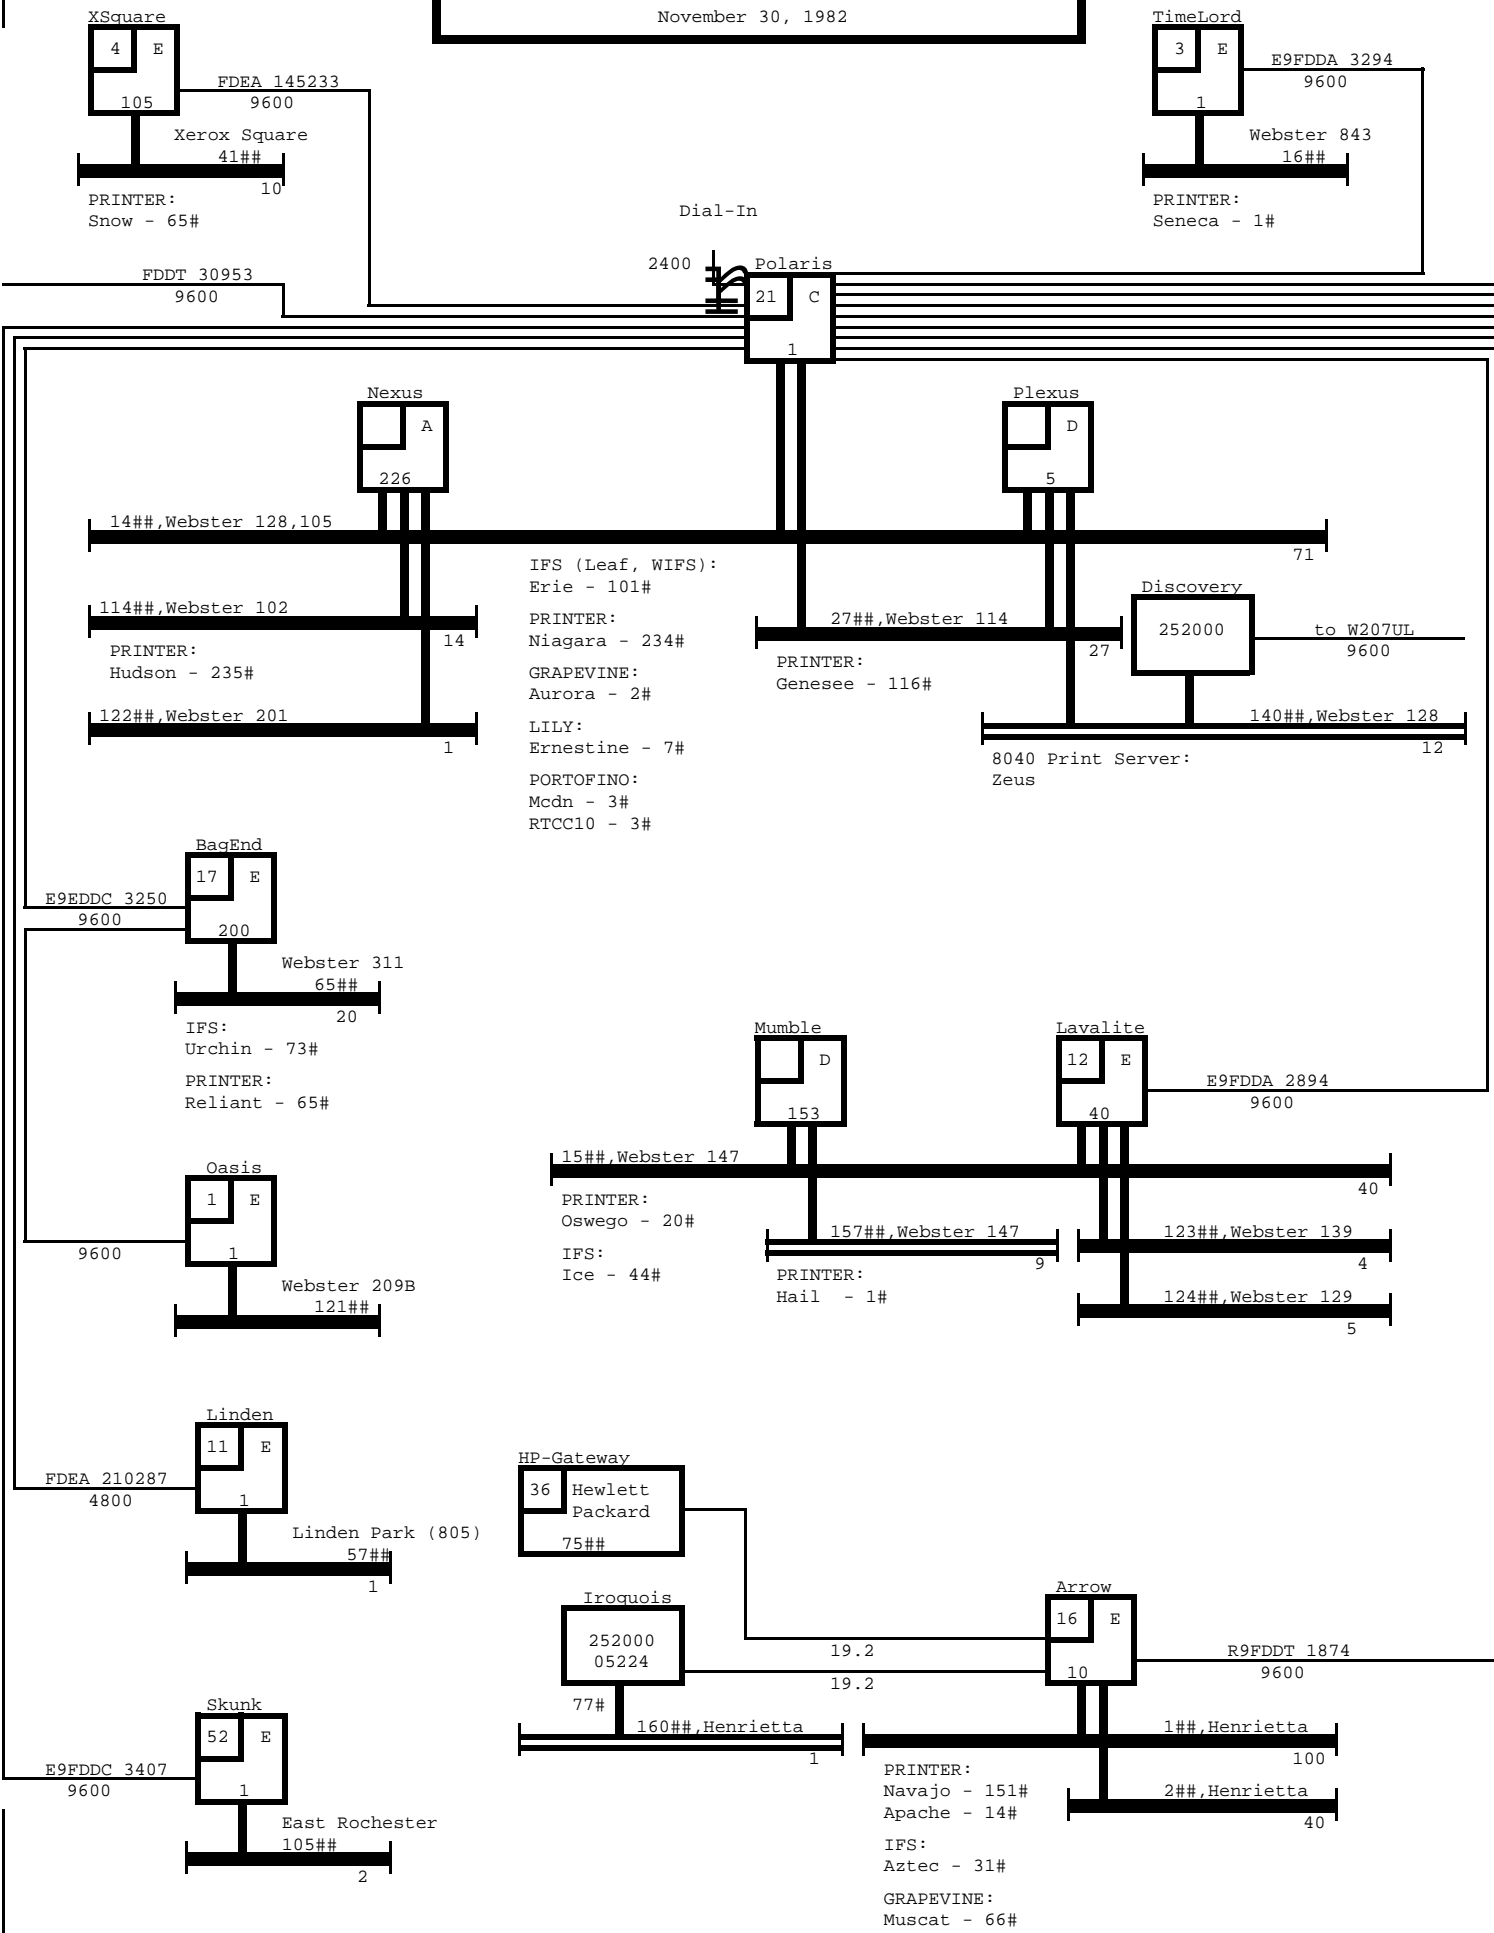 November 30, 1982
XSquare
4 E
105
FDEA 145233
9600
Xerox Square
41##
10
PRINTER:
Snow - 65#
TimeLord
3 E
1
E9FDDA 3294
9600
Webster 843
16##
PRINTER:
Seneca - 1#
Dial-In
2400
Polaris
21 C
1
FDDT 30953
9600
Nexus
A
226
Plexus
D
5
14##,Webster 128,105
71
IFS (Leaf, WIFS):
Erie - 101#
PRINTER:
Niagara - 234#
GRAPEVINE:
Aurora - 2#
LILY:
Ernestine - 7#
PORTOFINO:
Mcdn - 3#
RTCC10 - 3#
114##,Webster 102
14
PRINTER:
Hudson - 235#
122##,Webster 201
1
27##,Webster 114
27
PRINTER:
Genesee - 116#
Discovery
252000
to W207UL
9600
140##,Webster 128
12
8040 Print Server:
Zeus
BagEnd
17 E
200
E9EDDC 3250
9600
Webster 311
65##
20
IFS:
Urchin - 73#
PRINTER:
Reliant - 65#
Mumble
D
153
Lavalite
12 E
40
E9FDDA 2894
9600
15##,Webster 147
40
PRINTER:
Oswego - 20#
IFS:
Ice - 44#
157##,Webster 147
9
PRINTER:
Hail - 1#
123##,Webster 139
4
124##,Webster 129
5
Oasis
1 E
1
9600
Webster 209B
121##
Linden
11 E
1
FDEA 210287
4800
Linden Park (805)
57##
1
HP-Gateway
36 Hewlett
Packard
75##
Iroquois
252000
05224
77#
160##,Henrietta
1
19.2
19.2
Arrow
16 E
10
R9FDDT 1874
9600
1##,Henrietta
100
2##,Henrietta
40
PRINTER:
Navajo - 151#
Apache - 14#
IFS:
Aztec - 31#
GRAPEVINE:
Muscat - 66#
Skunk
52 E
1
E9FDDC 3407
9600
East Rochester
105##
2